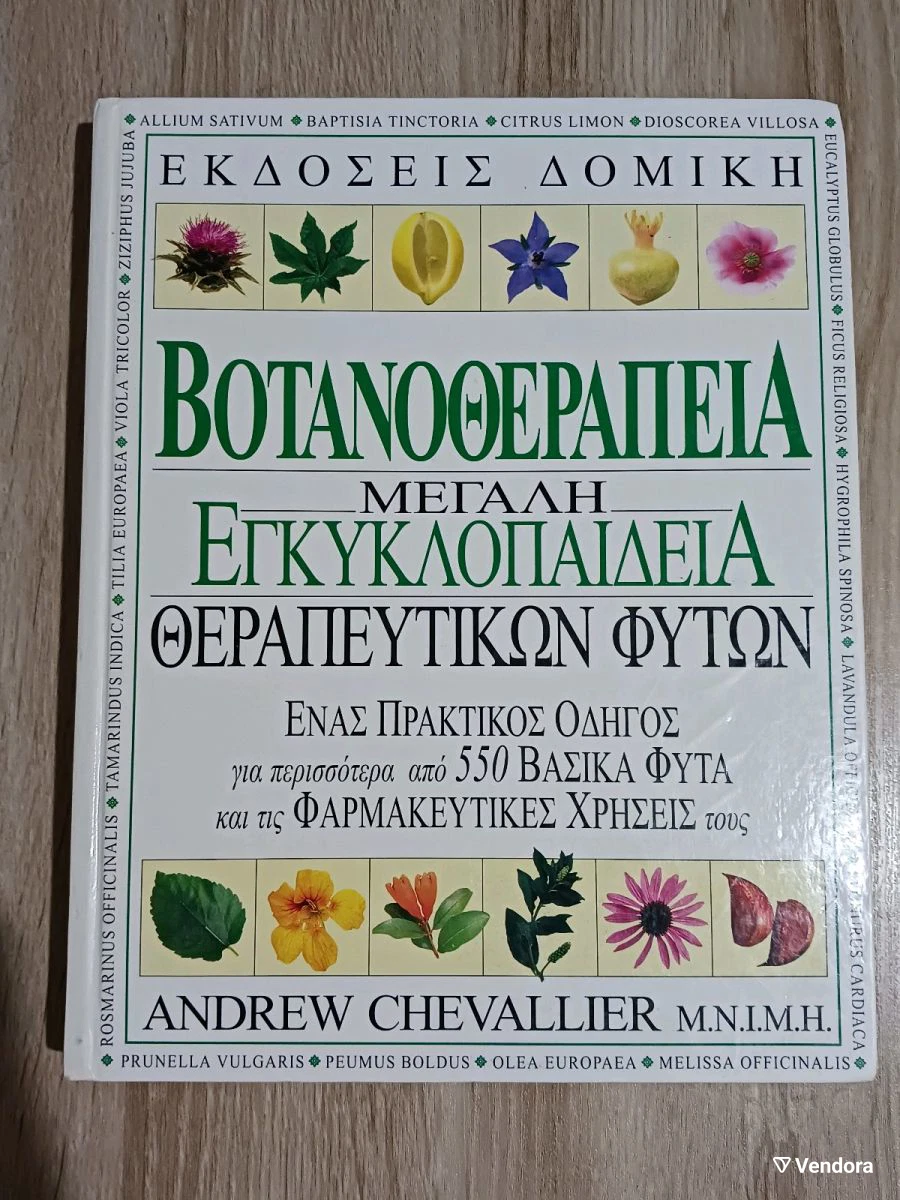 ALLIUM SATIVUM ❖ BAPTISIA TINCTORIA ❖ CITRUS LIMON ❖ DIOSCOREA VILLOSA
EUCALYPTUS GLOBULUS ❖ FICUS RELIGIOSA ❖ HYGROPHILA SPINOSA ❖ LAVANDULA
CARDIACA
ΕΚΔΟΣΕΙΣ ΔΟΜΙΚΗ
ΒΟΤΑΝΟΘΕΡΑΠΕΙΑ
ΜΕΓΑΛΗ
ΕΓΚΥΚΛΟΠΑΙΔΕΙΑ
ΘΕΡΑΠΕΥΤΙΚΩΝ ΦΥΤΩΝ
ΕΝΑΣ ΠΡΑΚΤΙΚΟΣ ΟΔΗΓΟΣ
για περισσότερα από 550 ΒΑΣΙΚΑ ΦΥΤΑ
και τις ΦΑΡΜΑΚΕΥΤΙΚΕΣ ΧΡΗΣΕΙΣ τους
ANDREW CHEVALLIER M.N.I.M.H.
PRUNELLA VULGARIS ❖ PEUMUS BOLDUS ❖ OLEA EUROPAEA ❖ MELISSA OFFICINALIS
ROSMARINUS OFFICINALIS ❖ TAMARINDUS INDICA ❖ TILIA EUROPAEA ❖ VIOLA TRICOLOR ❖ ZIZIPHUS JUJUBA
Vendora